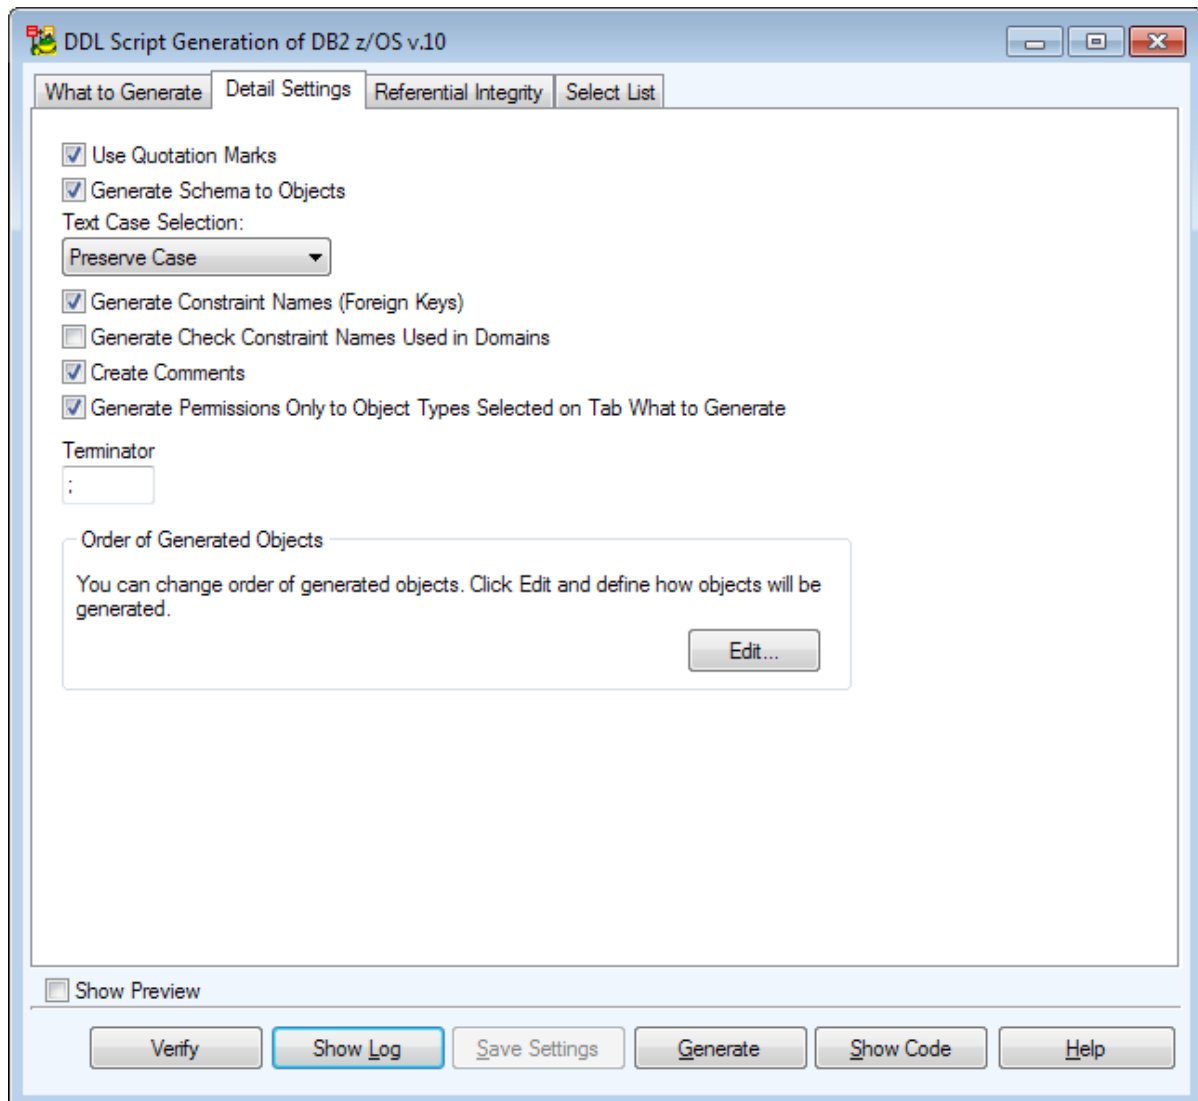 DDL Script Generation of DB2 z/OS v.10
What to Generate Detail Settings Referential Integrity Select List
Use Quotation Marks
Generate Schema to Objects
Text Case Selection:
Preserve Case
Generate Constraint Names (Foreign Keys)
Generate Check Constraint Names Used in Domains
Create Comments
Generate Permissions Only to Object Types Selected on Tab What to Generate
Terminator
;
Order of Generated Objects
You can change order of generated objects. Click Edit and define how objects will be
generated.
Edit...
Show Preview
Verify Show Log Save Settings Generate Show Code Help